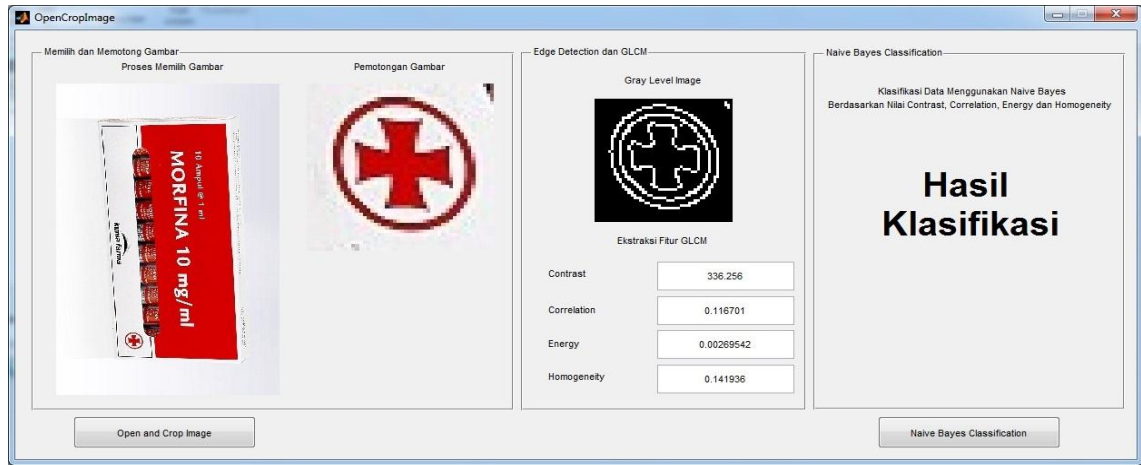 OpenCropImage
Memilih dan Memotong Gambar
Proses Memilih Gambar
Pemotongan Gambar
10 Ampul @ 1 ml
MORFINA 10 mg/ml
kimia farma
Edge Detection dan GLCM
Gray Level Image
Ekstraksi Fitur GLCM
Contrast
336.256
Correlation
0.116701
Energy
0.00269542
Homogeneity
0.141936
Naive Bayes Classification
Klasifikasi Data Menggunakan Naive Bayes
Berdasarkan Nilai Contrast, Correlation, Energy dan Homogeneity
Hasil
Klasifikasi
Open and Crop Image
Naive Bayes Classification